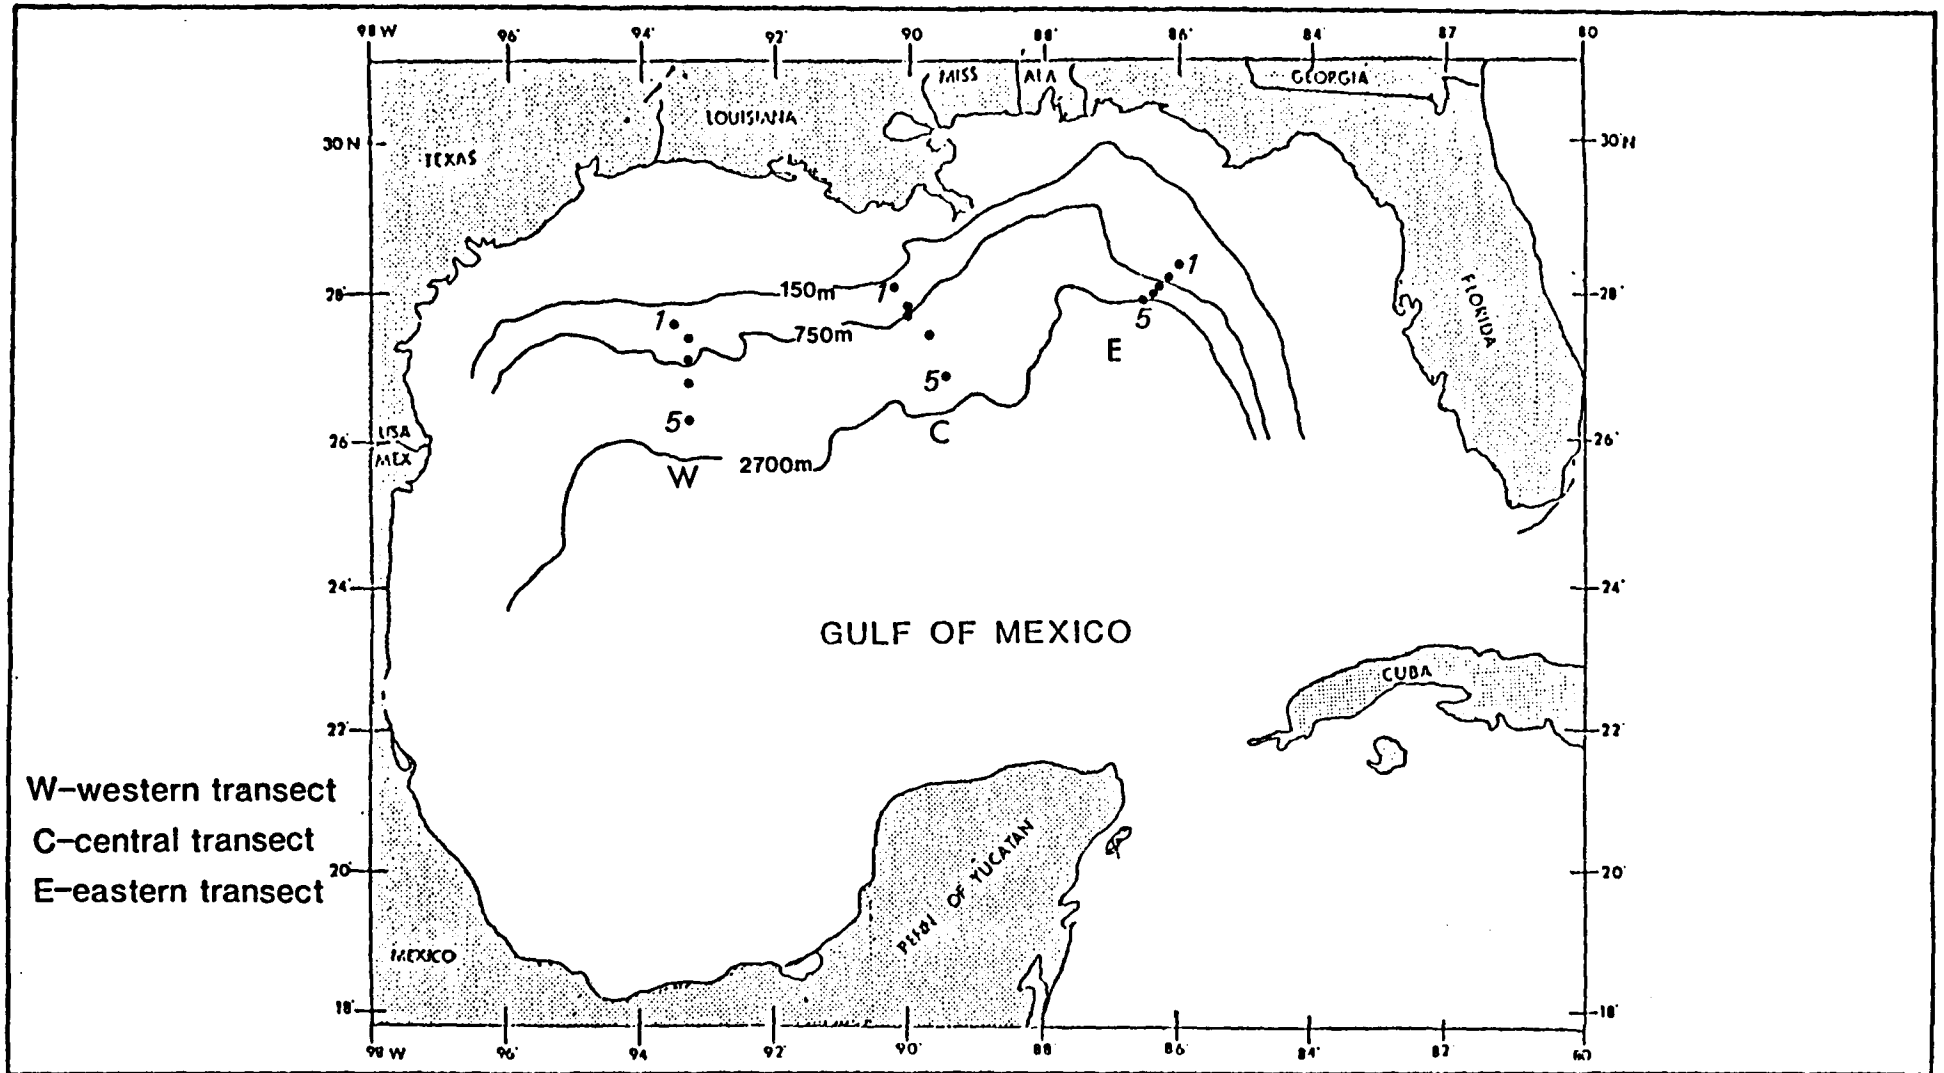 98 W 96° 94° 92° 90 88° 86° 84° 87 80
MISS ALA GEORGIA
LOUISIANA
30 N TEXAS 30°N
FLORIDA
28° 150m 1 1 28°
1 750m 5
E
5
5
C
USA
26° 26°
MEX
2700m
W
24° 24°
GULF OF MEXICO
CUBA
22° 22°
W–western transect
C–central transect
E–eastern transect
20° 20°
OF YUCATAN
MEXICO
18° 18°
98 W 96° 94 92° 90° 88 86° 84° 82°